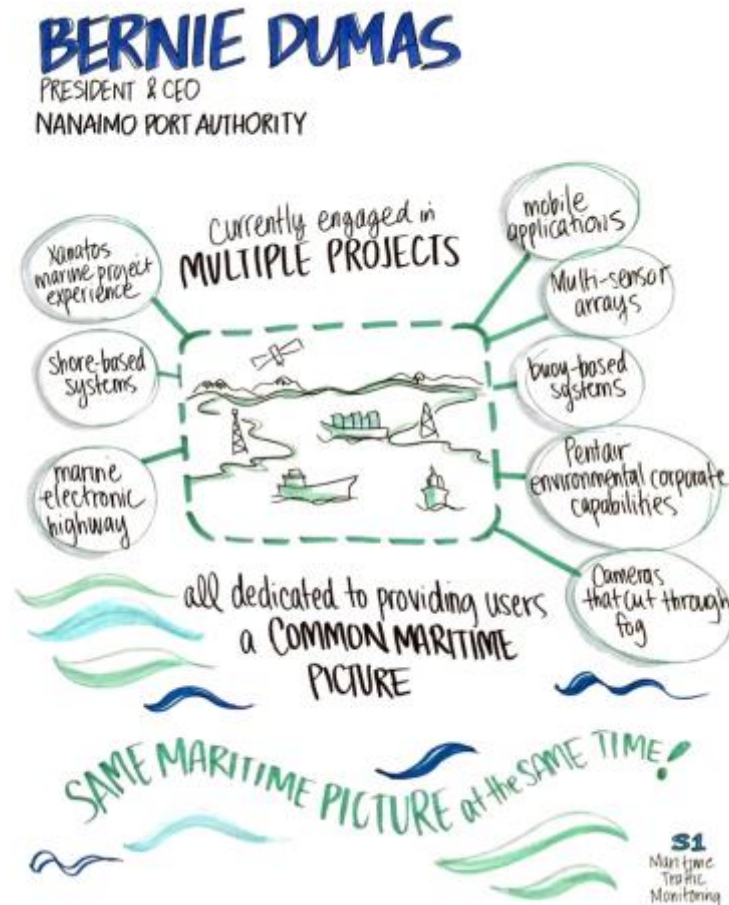 BERNIE DUMAS
PRESIDENT & CEO
NANAIMO PORT AUTHORITY
currently engaged in
MULTIPLE PROJECTS
Xanatos
marine project
experience
shore-based
systems
marine
electronic
highway
mobile
applications
Multi-sensor
arrays
buoy-based
systems
Pentair
environmental corporate
capabilities
Cameras
that cut through
fog
all dedicated to providing users
a COMMON MARITIME
PICTURE
SAME MARITIME PICTURE at the SAME TIME!
S1
Maritime
Traffic
Monitoring